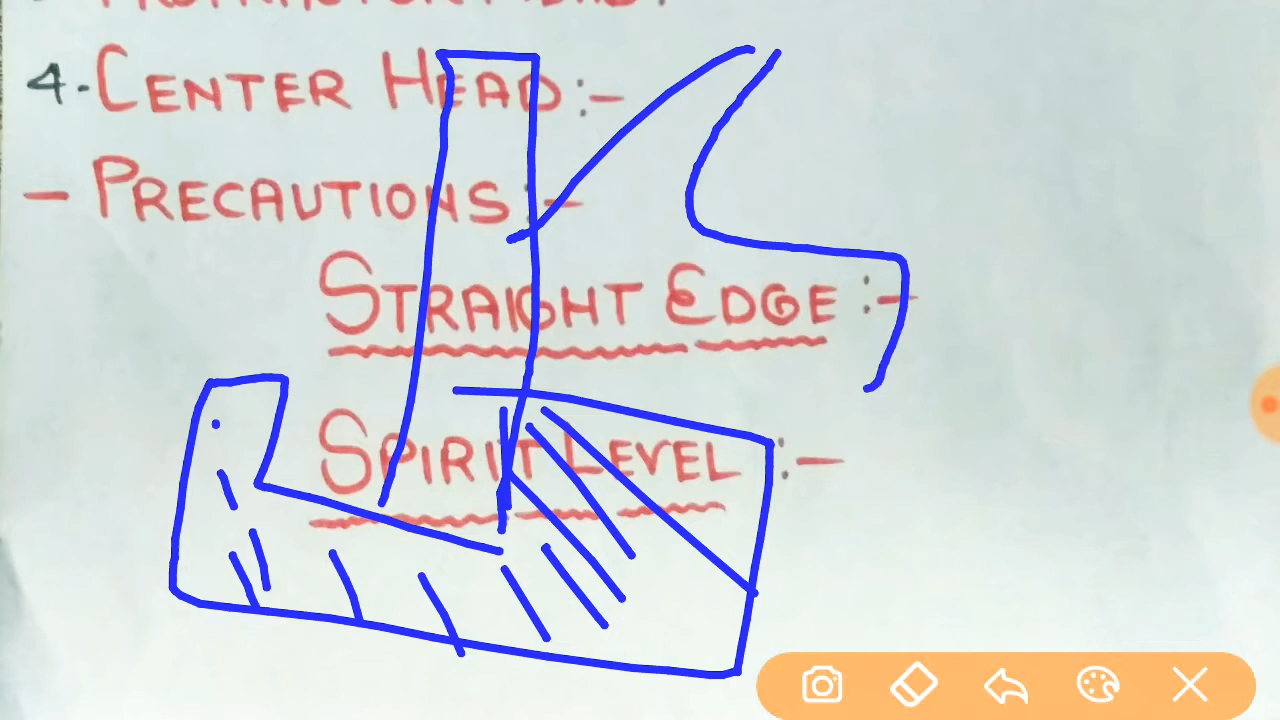 4. CENTER HEAD :-
- PRECAUTIONS :-
STRAIGHT EDGE :-
SPIRIT LEVEL :-